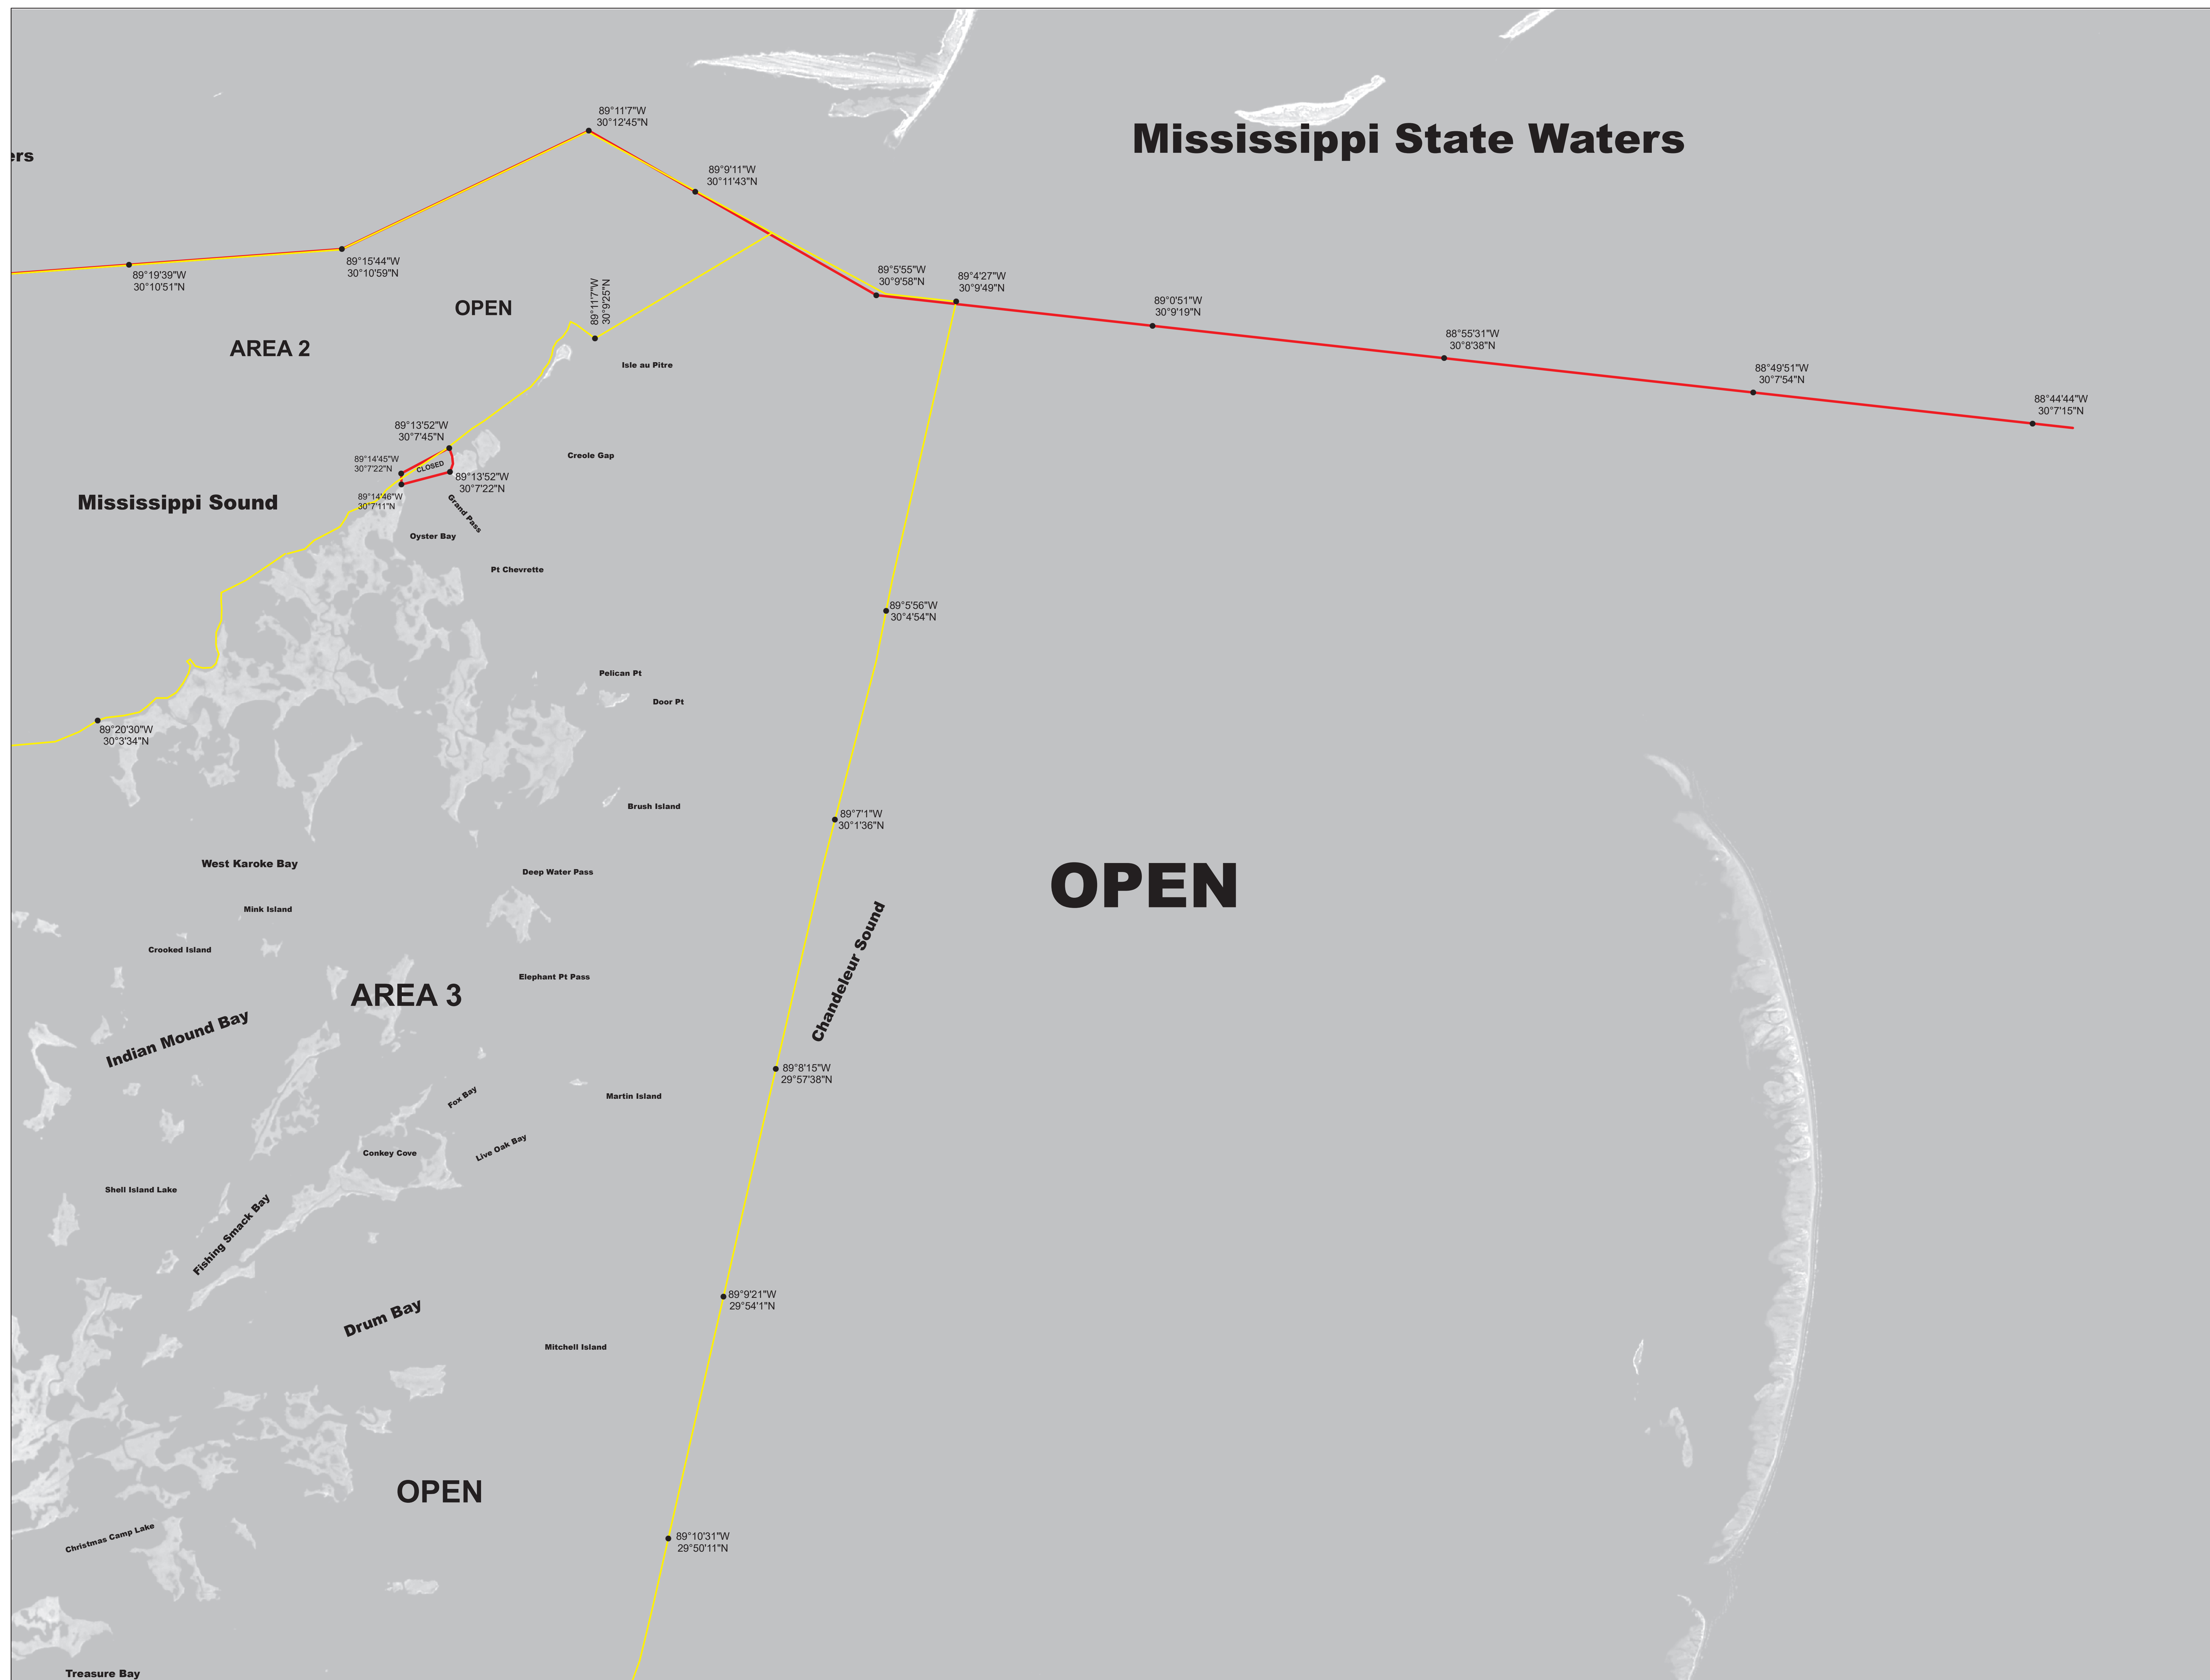 89°11'7"W
30°12'45"N
Mississippi State Waters
ers
89°9'11"W
30°11'43"N
89°15'44"W
30°10'59"N
89°19'39"W
30°10'51"N
89°5'55"W
30°9'58"N
89°4'27"W
30°9'49"N
89°11'7"W
30°9'25"N
OPEN
89°0'51"W
30°9'19"N
88°55'31"W
30°8'38"N
AREA 2
Isle au Pitre
88°49'51"W
30°7'54"N
88°44'44"W
30°7'15"N
89°13'52"W
30°7'45"N
Creole Gap
89°14'45"W
30°7'22"N
CLOSED
89°13'52"W
30°7'22"N
89°14'46"W
30°7'11"N
Mississippi Sound
Grand Pass
Oyster Bay
Pt Chevrette
89°5'56"W
30°4'54"N
Pelican Pt
Door Pt
89°20'30"W
30°3'34"N
Brush Island
89°7'1"W
30°1'36"N
West Karoke Bay
Deep Water Pass
OPEN
Mink Island
Crooked Island
Chandeleur Sound
Elephant Pt Pass
AREA 3
Indian Mound Bay
89°8'15"W
29°57'38"N
Fox Bay
Martin Island
Conkey Cove
Live Oak Bay
Shell Island Lake
Fishing Smack Bay
89°9'21"W
29°54'1"N
Drum Bay
Mitchell Island
OPEN
Christmas Camp Lake
89°10'31"W
29°50'11"N
Treasure Bay